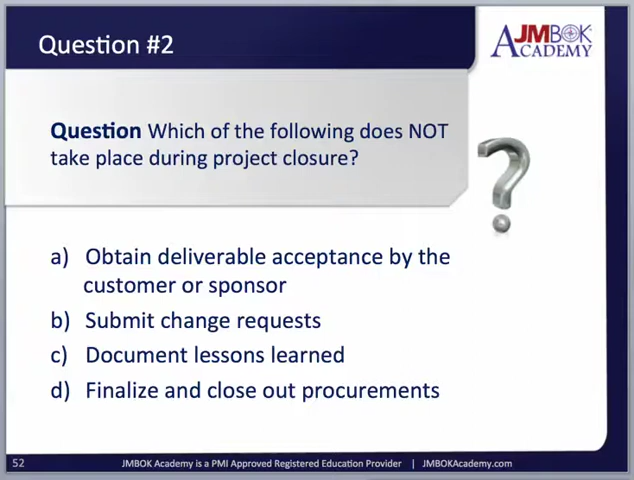 Question #2
AJMBOK
ACADEMY
Question Which of the following does NOT
take place during project closure?
a) Obtain deliverable acceptance by the
customer or sponsor
b) Submit change requests
c) Document lessons learned
d) Finalize and close out procurements
52 JMBOK Academy is a PMI Approved Registered Education Provider | JMBOKAcademy.com